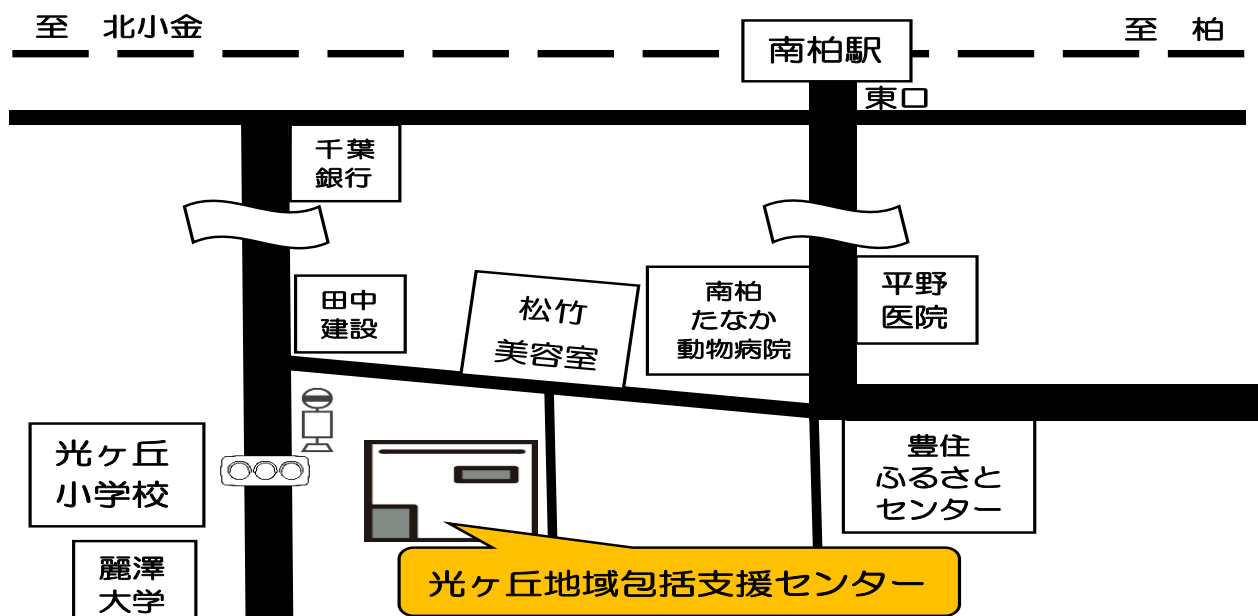 至 北小金
南柏駅
至 柏
東口
千葉
銀行
田中
建設
松竹
美容室
南柏
たなか
動物病院
平野
医院
光ヶ丘
小学校
豊住
ふるさと
センター
麗澤
大学
光ヶ丘地域包括支援センター